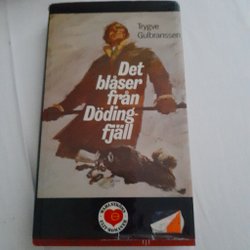 Trygve
Gulbranssen
Det
blåser
från
Döding-
fjäll